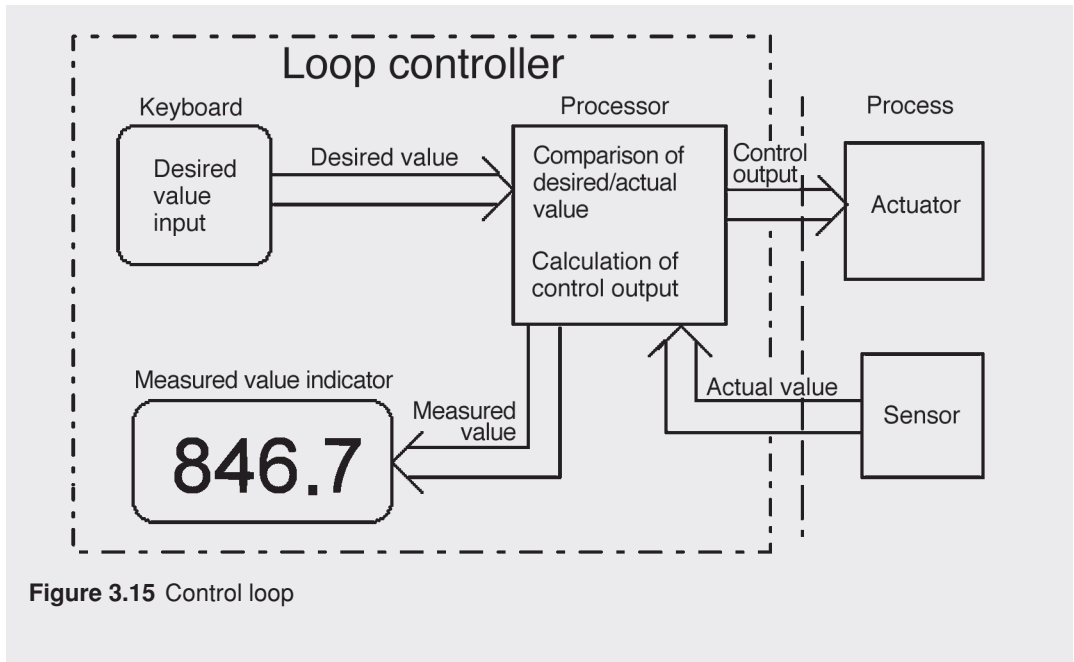 Loop controller
Keyboard
Processor
Process
Desired
value
input
Desired value
Comparison of
desired/actual
value
Calculation of
control output
Control
output
Actuator
Measured value indicator
846.7
Measured
value
Actual value
Sensor
Figure 3.15 Control loop